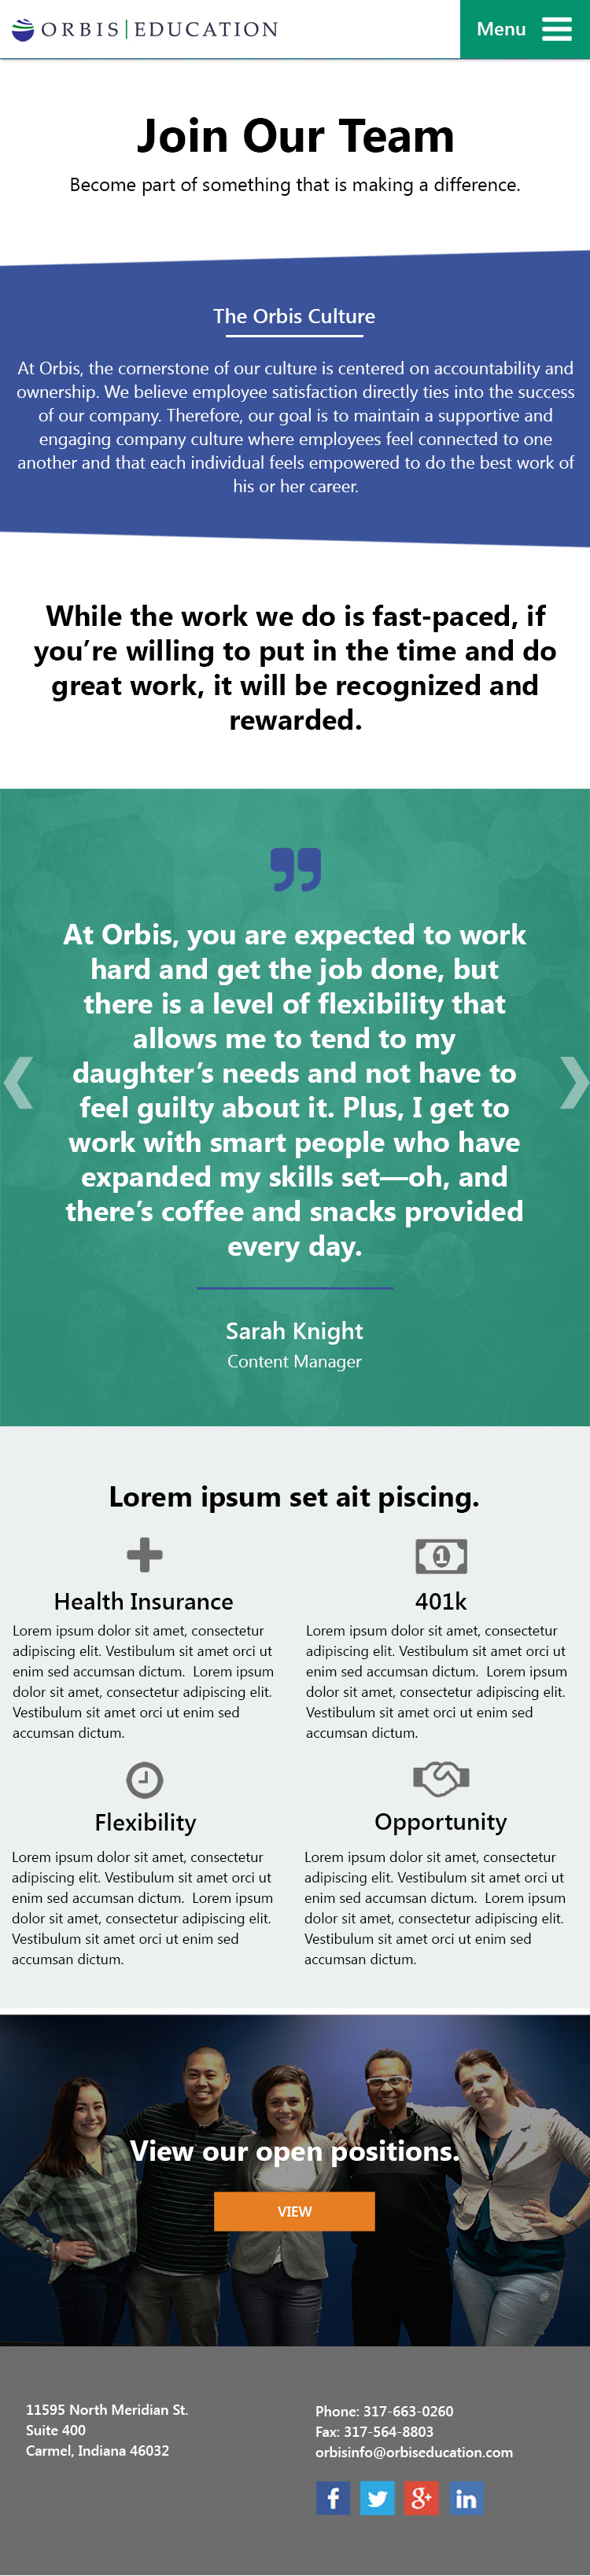 ORBIS|EDUCATION
Menu
Join Our Team
Become part of something that is making a difference.
The Orbis Culture
At Orbis, the cornerstone of our culture is centered on accountability and
ownership. We believe employee satisfaction directly ties into the success
of our company. Therefore, our goal is to maintain a supportive and
engaging company culture where employees feel connected to one
another and that each individual feels empowered to do the best work of
his or her career.
While the work we do is fast-paced, if
you’re willing to put in the time and do
great work, it will be recognized and
rewarded.
At Orbis, you are expected to work
hard and get the job done, but
there is a level of flexibility that
allows me to tend to my
daughter’s needs and not have to
feel guilty about it. Plus, I get to
work with smart people who have
expanded my skills set—oh, and
there’s coffee and snacks provided
every day.
Sarah Knight
Content Manager
Lorem ipsum set ait piscing.
Health Insurance
Lorem ipsum dolor sit amet, consectetur
adipiscing elit. Vestibulum sit amet orci ut
enim sed accumsan dictum.  Lorem ipsum
dolor sit amet, consectetur adipiscing elit.
Vestibulum sit amet orci ut enim sed
accumsan dictum.
401k
Lorem ipsum dolor sit amet, consectetur
adipiscing elit. Vestibulum sit amet orci ut
enim sed accumsan dictum.  Lorem ipsum
dolor sit amet, consectetur adipiscing elit.
Vestibulum sit amet orci ut enim sed
accumsan dictum.
Flexibility
Lorem ipsum dolor sit amet, consectetur
adipiscing elit. Vestibulum sit amet orci ut
enim sed accumsan dictum.  Lorem ipsum
dolor sit amet, consectetur adipiscing elit.
Vestibulum sit amet orci ut enim sed
accumsan dictum.
Opportunity
Lorem ipsum dolor sit amet, consectetur
adipiscing elit. Vestibulum sit amet orci ut
enim sed accumsan dictum.  Lorem ipsum
dolor sit amet, consectetur adipiscing elit.
Vestibulum sit amet orci ut enim sed
accumsan dictum.
View our open positions.
VIEW
11595 North Meridian St.
Suite 400
Carmel, Indiana 46032
Phone: 317-663-0260
Fax: 317-564-8803
orbisinfo@orbiseducation.com